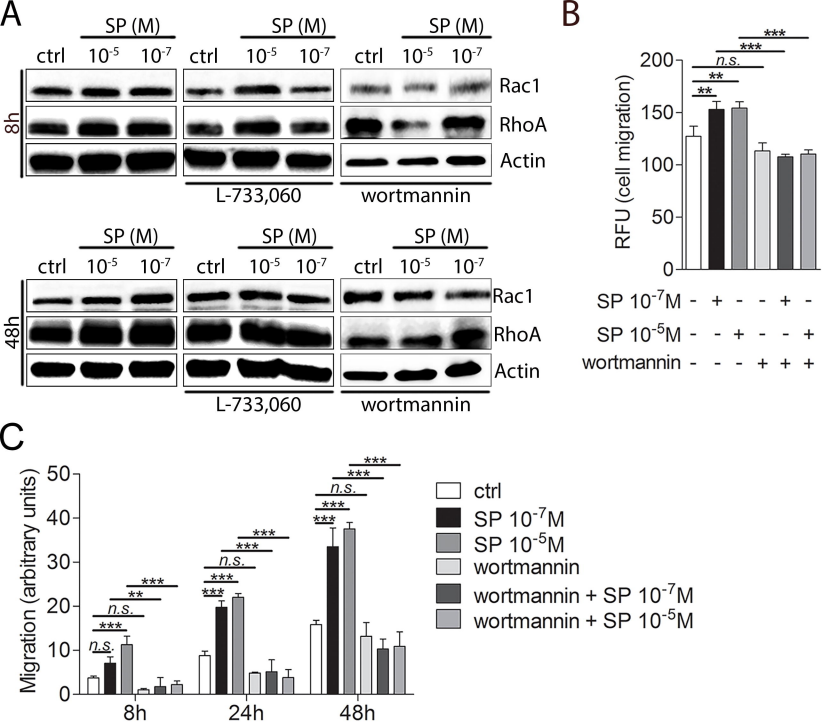 A
SP (M) SP (M) SP (M)
ctrl 10-5 10-7 ctrl 10-5 10-7 ctrl 10-5 10-7
8h
Rac1
RhoA
Actin
L-733,060 wortmannin
SP (M) SP (M) SP (M)
ctrl 10-5 10-7 ctrl 10-5 10-7 ctrl 10-5 10-7
48h
Rac1
RhoA
Actin
L-733,060 wortmannin
B
***
***
n.s.
**
**
RFU (cell migration)
200
150
100
50
0
SP 10-7M - + - - + -
SP 10-5M - - + - - +
wortmannin - - - + + +
C
Migration (arbitrary units)
50
40
30
20
10
0
***
**
n.s.
***
n.s.
***
***
n.s.
***
***
***
***
n.s.
***
***
8h 24h 48h
ctrl
SP 10-7M
SP 10-5M
wortmannin
wortmannin + SP 10-7M
wortmannin + SP 10-5M